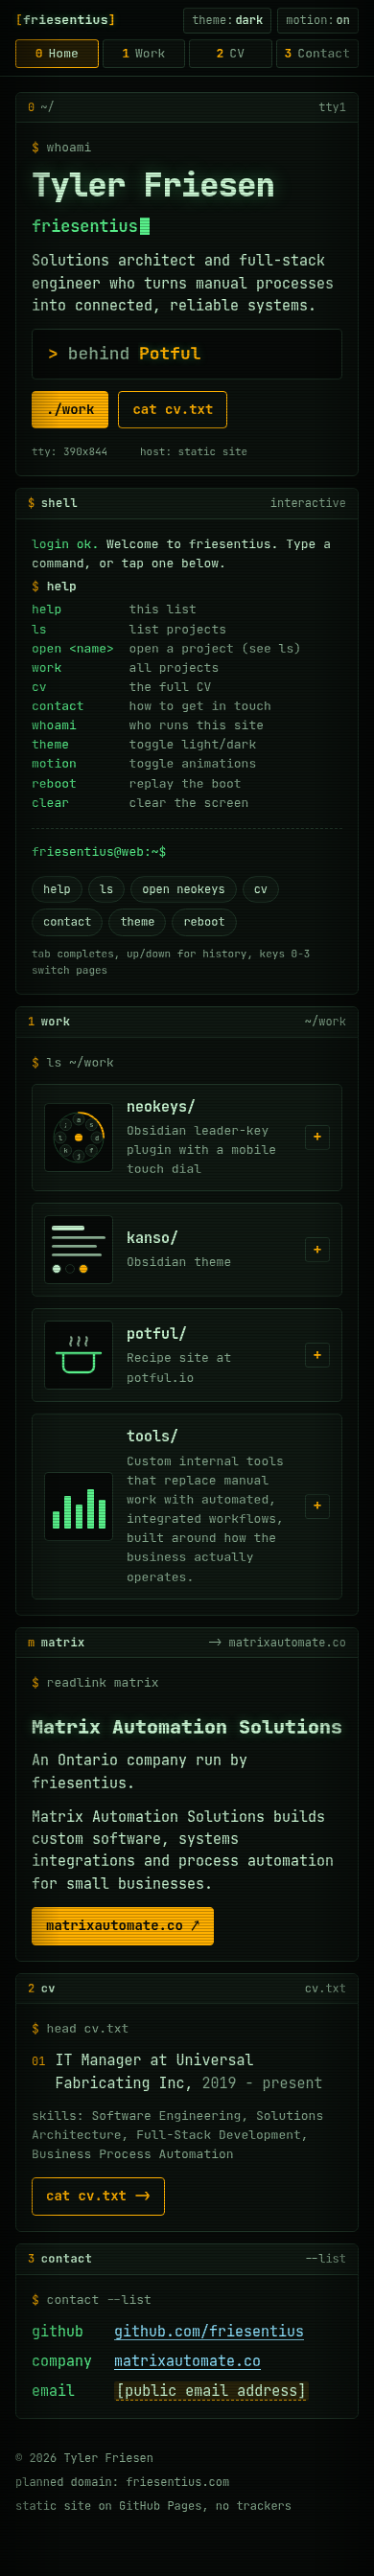 [friesentius] theme:dark motion:on
0 Home 1 Work 2 CV 3 Contact
0 ~/ tty1
$ whoami
Tyler Friesen
friesentius
Solutions architect and full-stack
engineer who turns manual processes
into connected, reliable systems.
> behind Potful
./work cat cv.txt
tty: 390x844 host: static site
$ shell interactive
login ok. Welcome to friesentius. Type a
command, or tap one below.
$ help
help this list
ls list projects
open <name> open a project (see ls)
work all projects
cv the full CV
contact how to get in touch
whoami who runs this site
theme toggle light/dark
motion toggle animations
reboot replay the boot
clear clear the screen
friesentius@web:~$
help ls open neokeys cv
contact theme reboot
tab completes, up/down for history, keys 0-3
switch pages
1 work ~/work
$ ls ~/work
neokeys/
Obsidian leader-key
plugin with a mobile
touch dial
+
kanso/
Obsidian theme
+
potful/
Recipe site at
potful.io
+
tools/
Custom internal tools
that replace manual
work with automated,
integrated workflows,
built around how the
business actually
operates.
+
m matrix -> matrixautomate.co
$ readlink matrix
Matrix Automation Solutions
An Ontario company run by
friesentius.
Matrix Automation Solutions builds
custom software, systems
integrations and process automation
for small businesses.
matrixautomate.co ↗
2 cv cv.txt
$ head cv.txt
01 IT Manager at Universal
Fabricating Inc, 2019 - present
skills: Software Engineering, Solutions
Architecture, Full-Stack Development,
Business Process Automation
cat cv.txt ->
3 contact --list
$ contact --list
github github.com/friesentius
company matrixautomate.co
email [public email address]
© 2026 Tyler Friesen
planned domain: friesentius.com
static site on GitHub Pages, no trackers